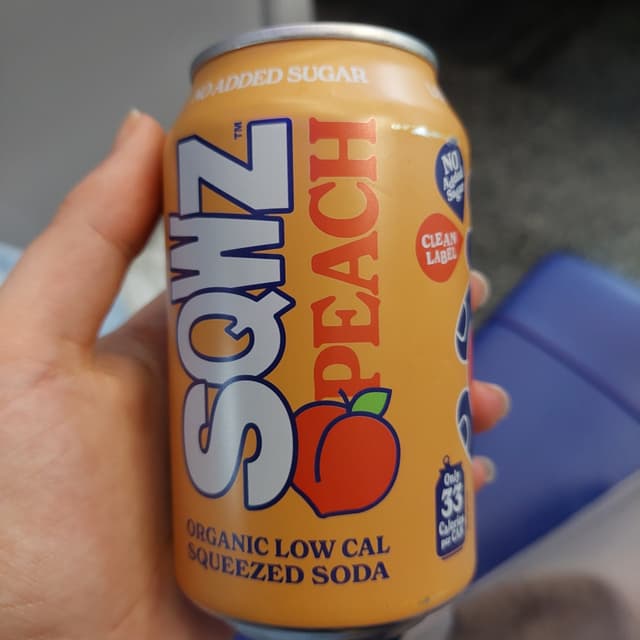 NO ADDED SUGAR
SQWZ™
PEACH
NO
Added
Sugar
CLEAN
LABEL
Only
33
Calories
per CAN
ORGANIC LOW CAL
SQUEEZED SODA